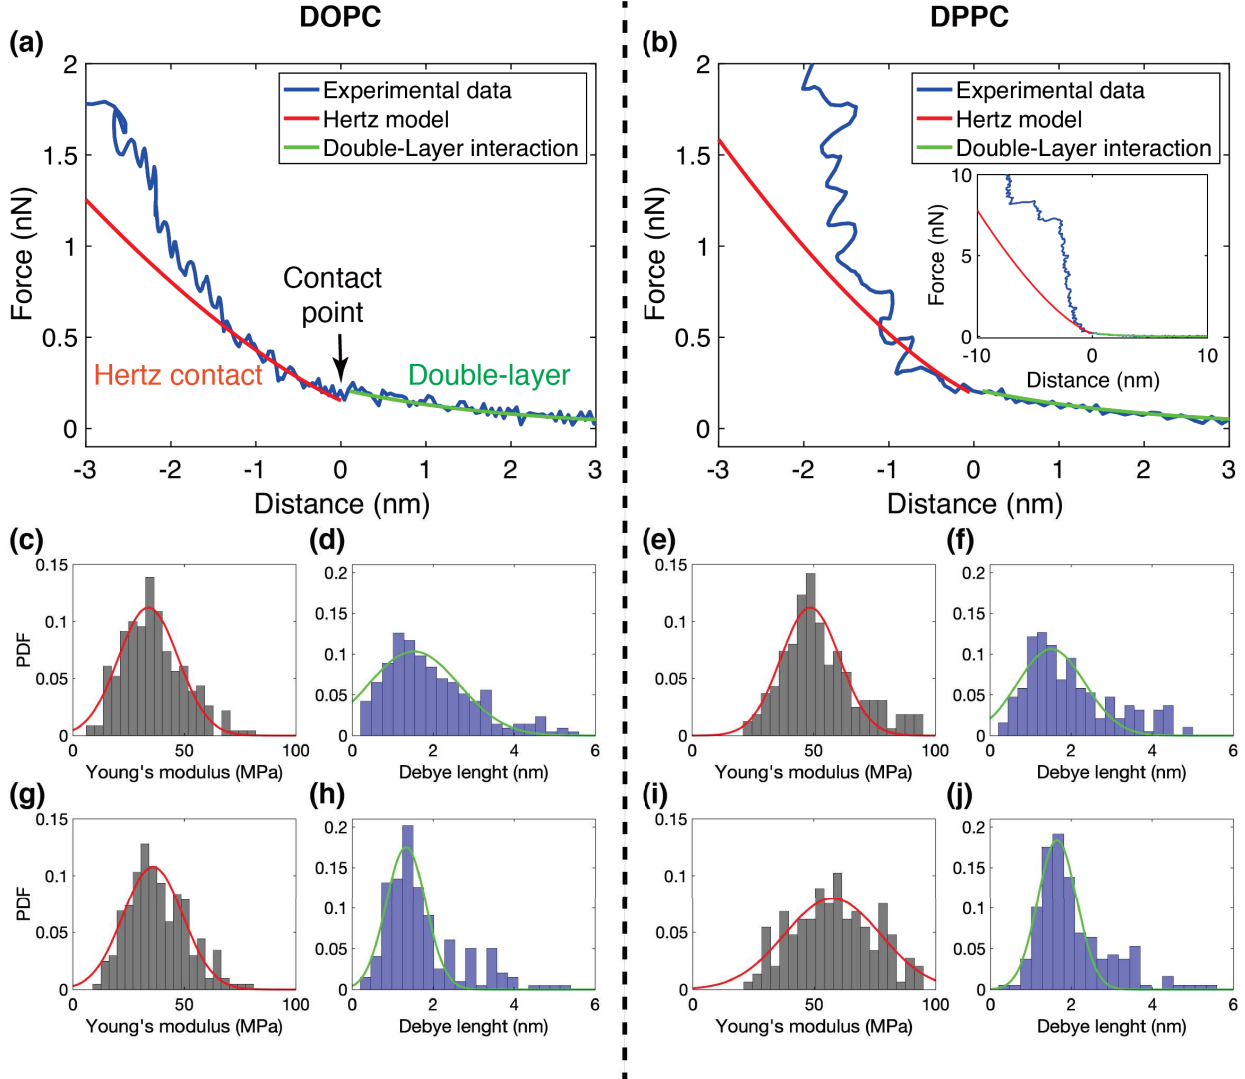 DOPC
DPPC
(a)
(b)
Experimental data
Hertz model
Double-Layer interaction
Contact
point
Hertz contact
Double-layer
2
1.5
1
0.5
0
Force (nN)
-3 -2 -1 0 1 2 3
Distance (nm)
Experimental data
Hertz model
Double-Layer interaction
2
1.5
1
0.5
0
Force (nN)
-3 -2 -1 0 1 2 3
Distance (nm)
10
5
0
Force (nN)
-10 0 10
Distance (nm)
(c)
0.15
0.1
0.05
0
PDF
0 50 100
Young's modulus (MPa)
(d)
0.2
0.15
0.1
0.05
0
0 2 4 6
Debye lenght (nm)
(e)
0.15
0.1
0.05
0
0 50 100
Young's modulus (MPa)
(f)
0.2
0.15
0.1
0.05
0
0 2 4 6
Debye lenght (nm)
(g)
0.15
0.1
0.05
0
PDF
0 50 100
Young's modulus (MPa)
(h)
0.2
0.15
0.1
0.05
0
0 2 4 6
Debye lenght (nm)
(i)
0.15
0.1
0.05
0
0 50 100
Young's modulus (MPa)
(j)
0.2
0.15
0.1
0.05
0
0 2 4 6
Debye lenght (nm)